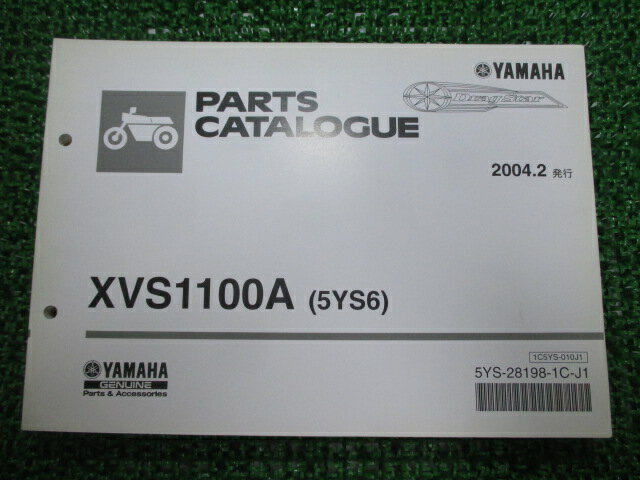 YAMAHA
DragStar
PARTS
CATALOGUE
2004.2 発行
XVS1100A (5YS6)
1C5YS-010J1
YAMAHA
GENUINE
Parts & Accessories
5YS-28198-1C-J1